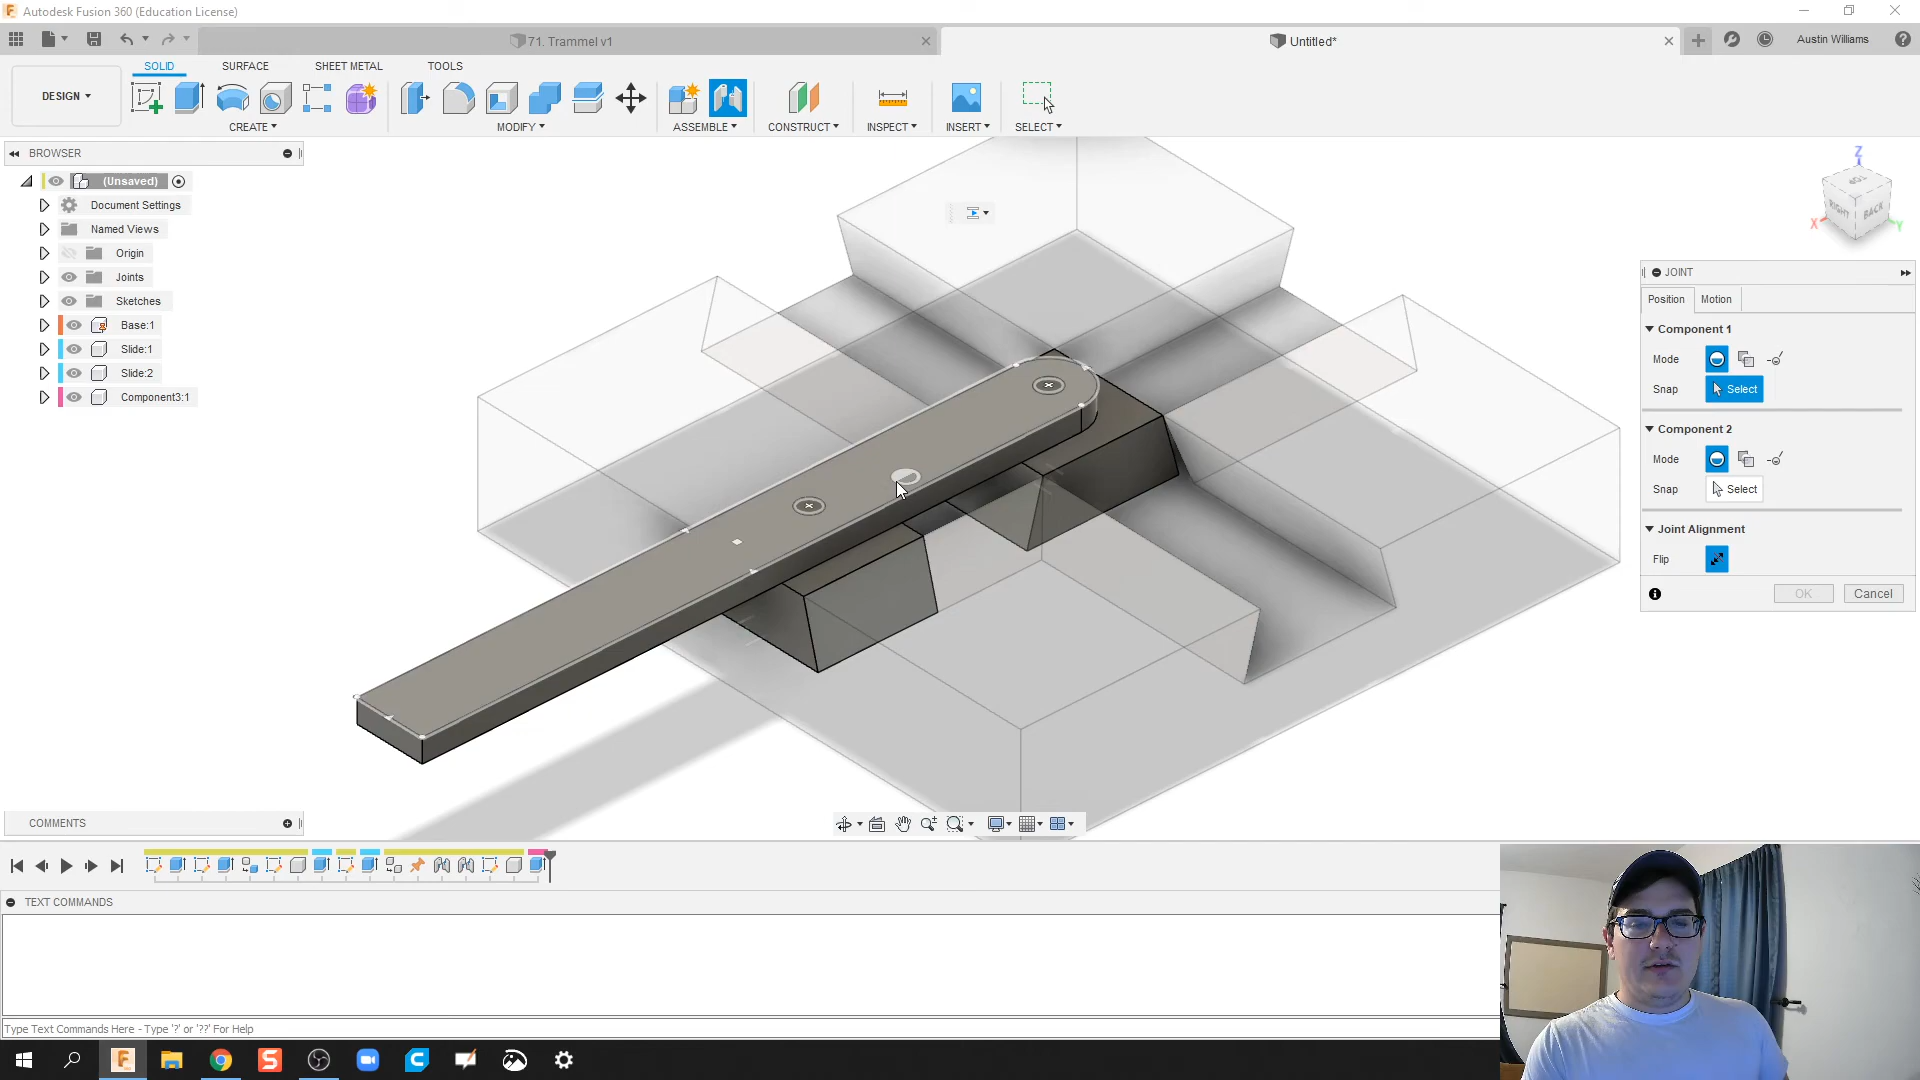 Autodesk Fusion 360 (Education License)
71. Trammel v1
Untitled*
Austin Williams
SOLID SURFACE SHEET METAL TOOLS
DESIGN
CREATE MODIFY ASSEMBLE CONSTRUCT INSPECT INSERT SELECT
BROWSER
(Unsaved)
Document Settings
Named Views
Origin
Joints
Sketches
Base:1
Slide:1
Slide:2
Component3:1
Z
TOP
RIGHT
BACK
X
Y
JOINT
Position Motion
Component 1
Mode
Snap Select
Component 2
Mode
Snap Select
Joint Alignment
Flip
OK Cancel
COMMENTS
TEXT COMMANDS
Type Text Commands Here - Type '?' or '??' For Help